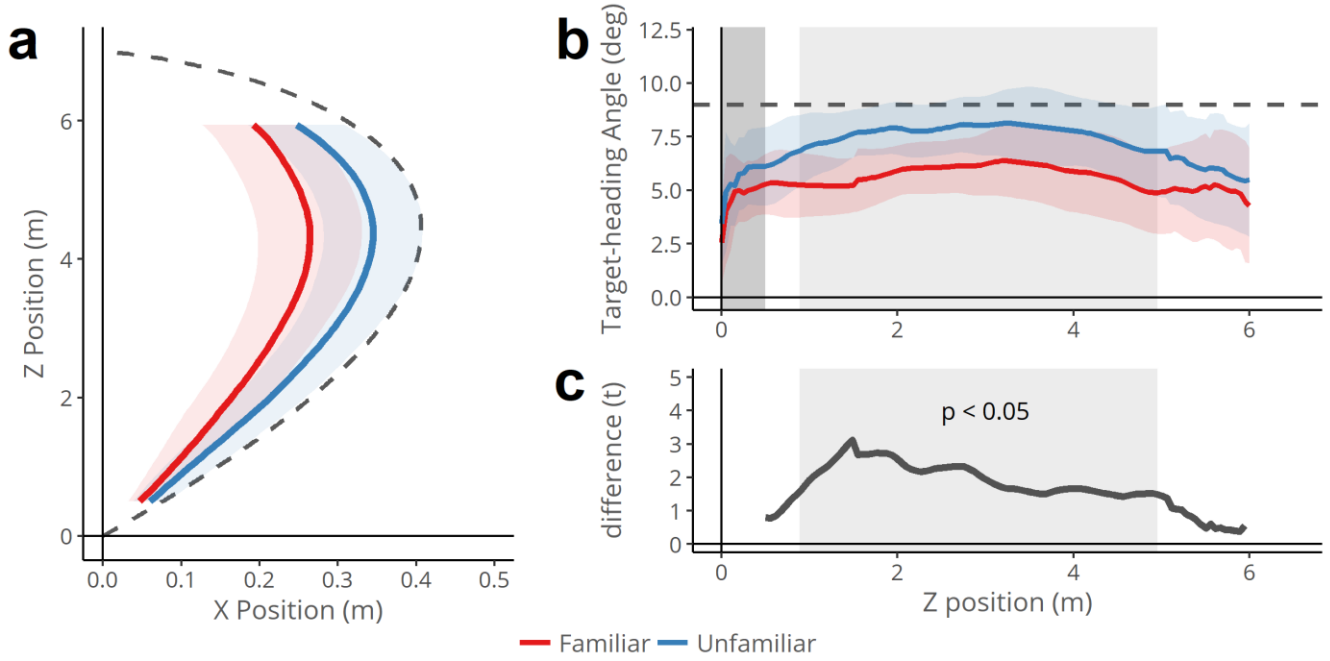 a
Z Position (m)
6
4
2
0
0.0 0.1 0.2 0.3 0.4 0.5
X Position (m)
b
Target-heading Angle (deg)
12.5
10.0
7.5
5.0
2.5
0.0
0 2 4 6
c
difference (t)
5
4
3
2
1
0
p < 0.05
0 2 4 6
Z position (m)
Familiar Unfamiliar